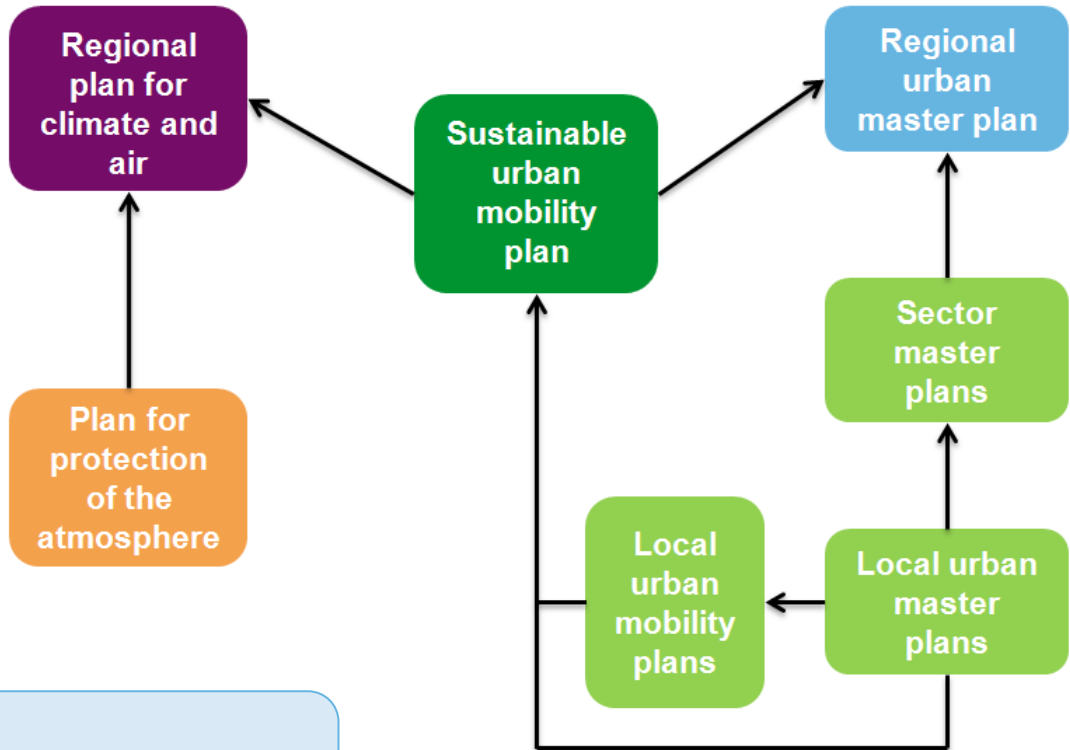 Regional
plan for
climate and
air
Sustainable
urban
mobility
plan
Regional
urban
master plan
Sector
master
plans
Plan for
protection
of the
atmosphere
Local
urban
mobility
plans
Local urban
master
plans